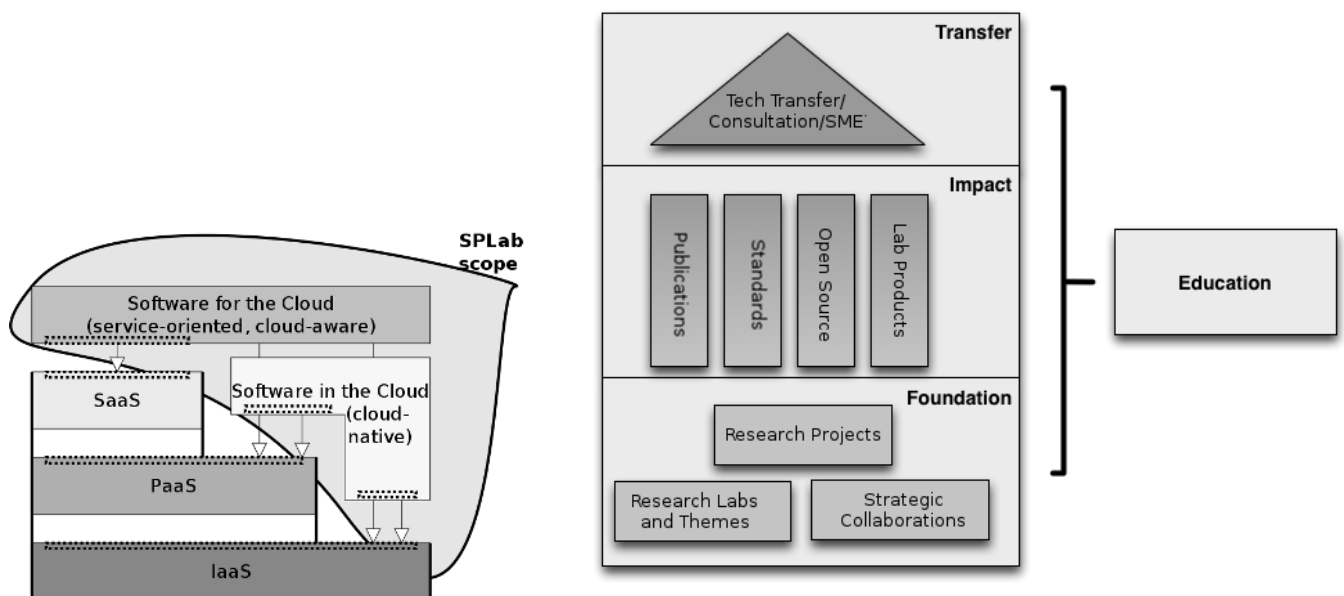 SPLab
scope
Software for the Cloud
(service-oriented, cloud-aware)
Software in the Cloud
(cloud-
native)
SaaS
PaaS
IaaS
Transfer
Tech Transfer/
Consultation/SME
Impact
Publications
Standards
Open Source
Lab Products
Foundation
Research Projects
Research Labs
and Themes
Strategic
Collaborations
Education